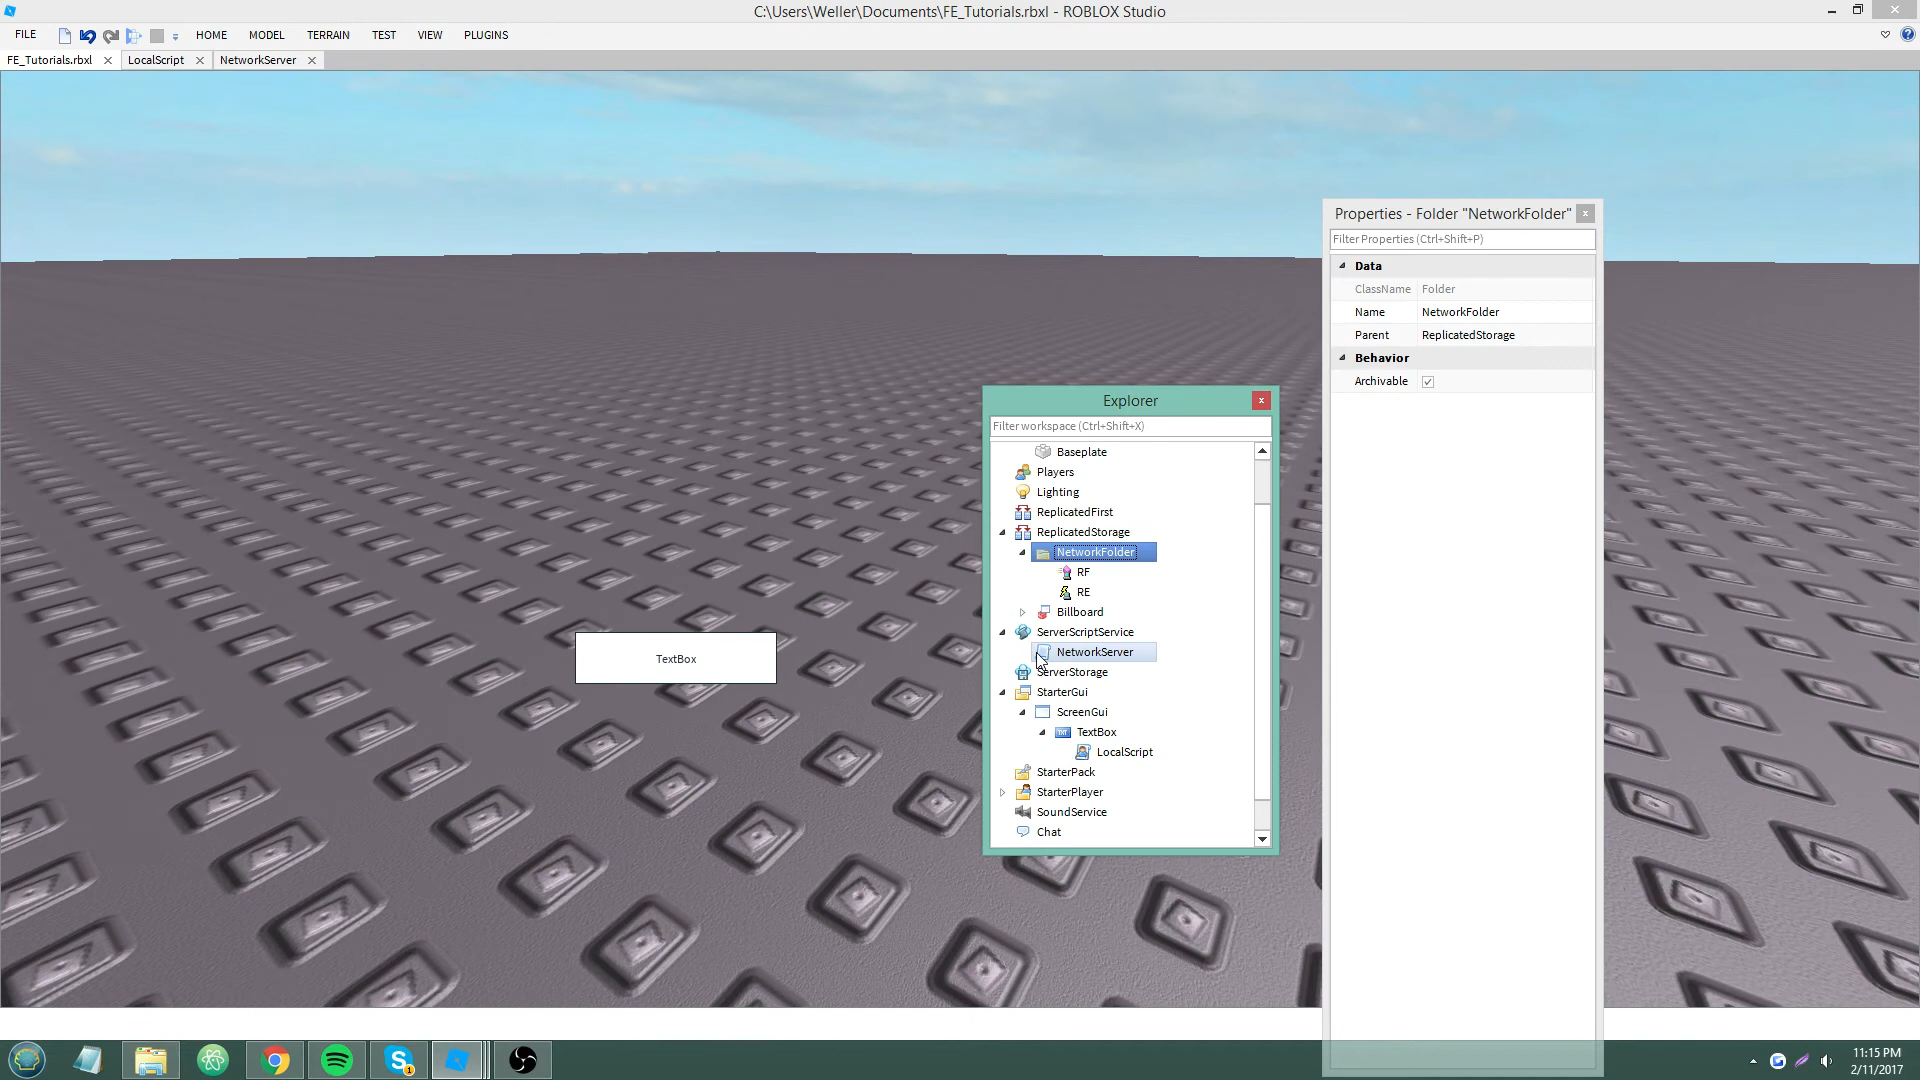 C:\Users\Weller\Documents\FE_Tutorials.rbxl - ROBLOX Studio
FILE
HOME
MODEL
TERRAIN
TEST
VIEW
PLUGINS
FE_Tutorials.rbxl
LocalScript
NetworkServer
Properties - Folder "NetworkFolder"
Filter Properties (Ctrl+Shift+P)
Data
ClassName Folder
Name NetworkFolder
Parent ReplicatedStorage
Behavior
Archivable
Explorer
Filter workspace (Ctrl+Shift+X)
Baseplate
Players
Lighting
ReplicatedFirst
ReplicatedStorage
NetworkFolder
RF
RE
Billboard
ServerScriptService
NetworkServer
ServerStorage
StarterGui
ScreenGui
TextBox
LocalScript
StarterPack
StarterPlayer
SoundService
Chat
TextBox
1
11:15 PM
2/11/2017